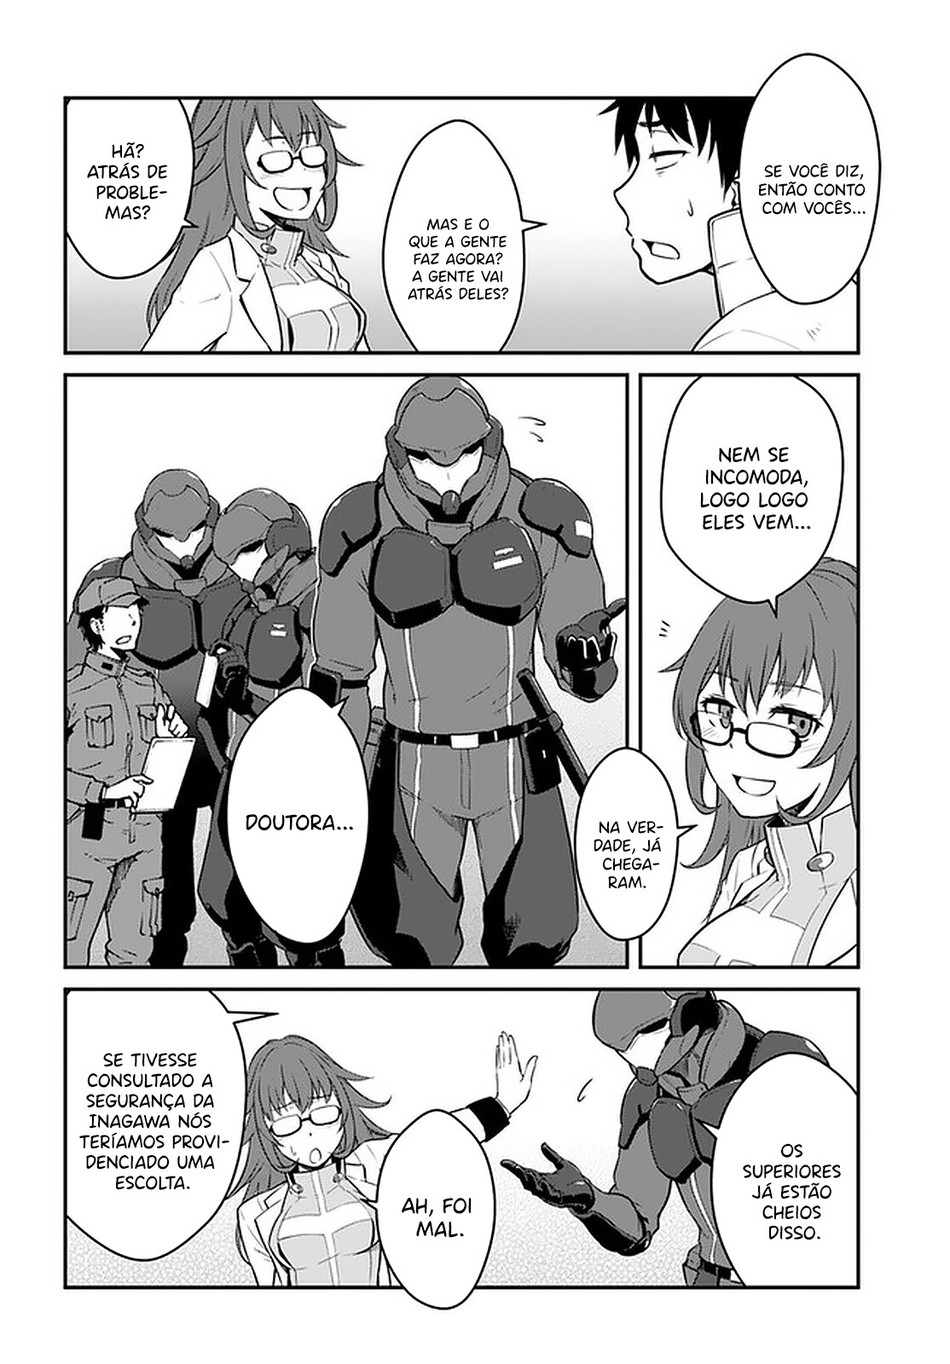 SE VOCÊ DIZ,
ENTÃO CONTO
COM VOCÊS...
MAS E O
QUE A GENTE
FAZ AGORA?
A GENTE VAI
ATRÁS DELES?
HÃ?
ATRÁS DE
PROBLE-
MAS?
NEM SE
INCOMODA,
LOGO LOGO
ELES VEM...
NA VER-
DADE, JÁ
CHEGA-
RAM.
DOUTORA...
OS
SUPERIORES
JÁ ESTÃO
CHEIOS
DISSO.
AH, FOI
MAL.
SE TIVESSE
CONSULTADO A
SEGURANÇA DA
INAGAWA NÓS
TERÍAMOS PROVI-
DENCIADO UMA
ESCOLTA.